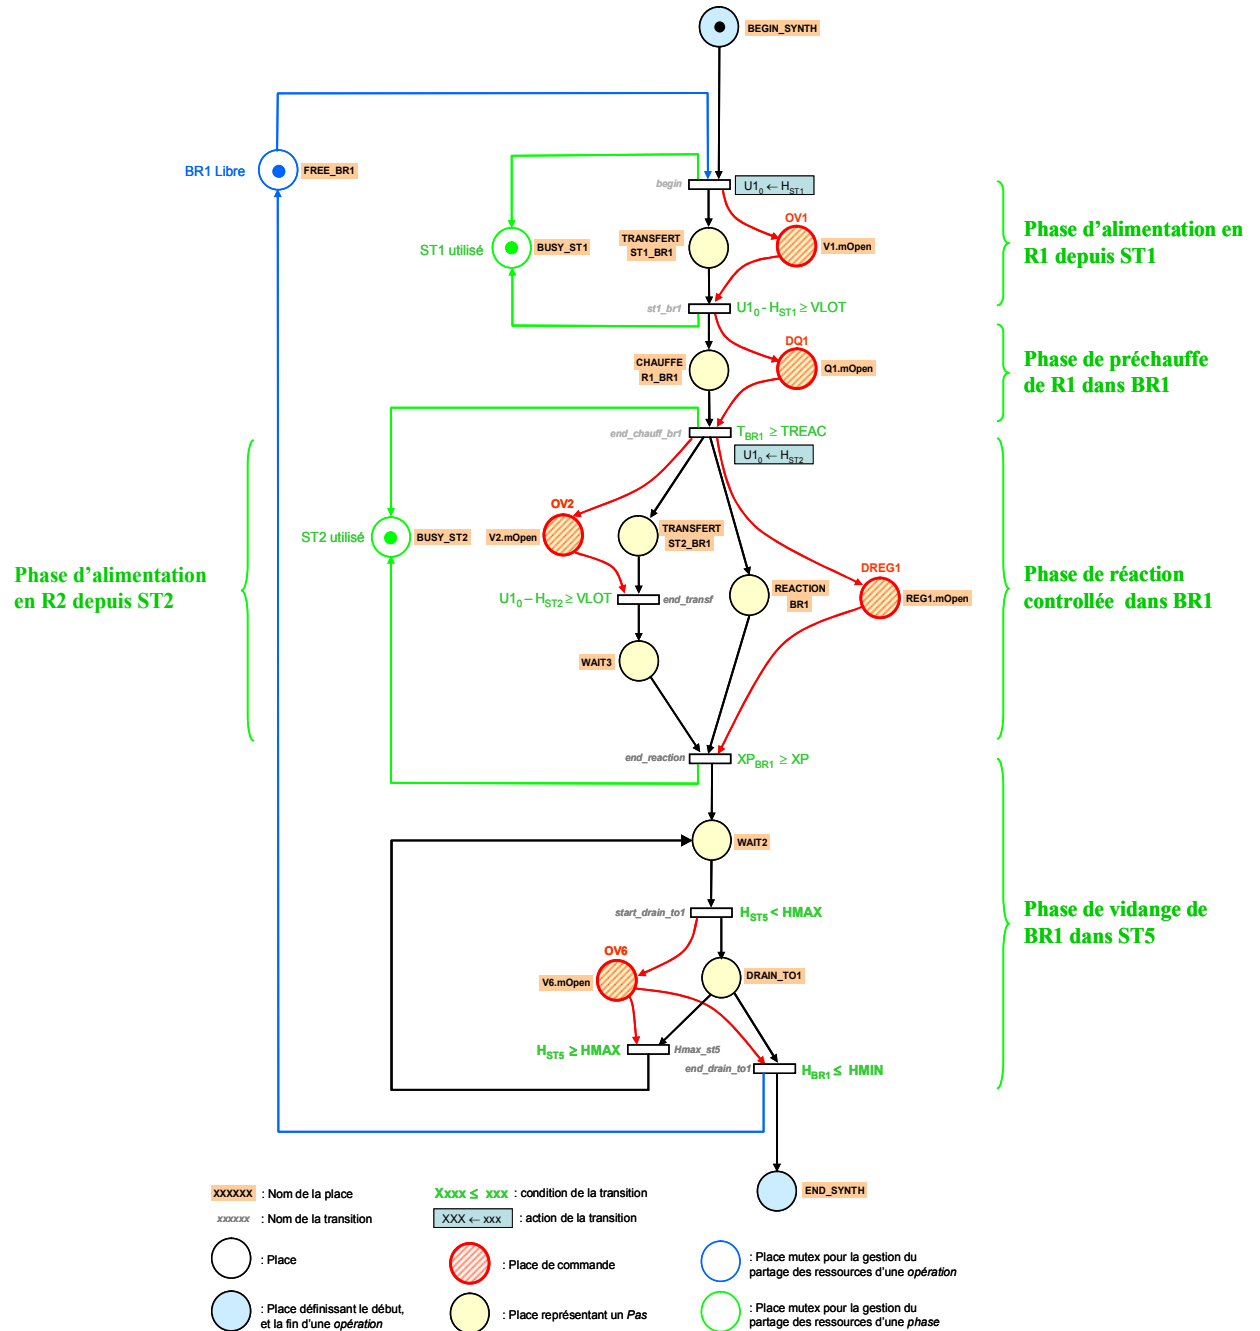 BEGIN_SYNTH
BR1 Libre
FREE_BR1
begin
U1₀ ← H_ST1
OV1
ST1 utilisé
BUSY_ST1
TRANSFERT
ST1_BR1
V1.mOpen
Phase d'alimentation en
R1 depuis ST1
st1_br1
U1₀ - H_ST1 ≥ VLOT
DQ1
CHAUFFE
R1_BR1
Q1.mOpen
Phase de préchauffe
de R1 dans BR1
end_chauff_br1
T_BR1 ≥ TREAC
U1₀ ← H_ST2
OV2
ST2 utilisé
BUSY_ST2
V2.mOpen
TRANSFERT
ST2_BR1
DREG1
Phase d'alimentation
en R2 depuis ST2
U1₀ – H_ST2 ≥ VLOT
end_transf
REACTION
BR1
REG1.mOpen
Phase de réaction
controllée dans BR1
WAIT3
end_reaction
XP_BR1 ≥ XP
WAIT2
start_drain_to1
H_ST5 < HMAX
Phase de vidange de
BR1 dans ST5
OV6
V6.mOpen
DRAIN_TO1
H_ST5 ≥ HMAX
Hmax_st5
end_drain_to1
H_BR1 ≤ HMIN
END_SYNTH
XXXXXX : Nom de la place
Xxxx ≤ xxx : condition de la transition
xxxxxx : Nom de la transition
XXX ← xxx : action de la transition
: Place
: Place de commande
: Place mutex pour la gestion du
partage des ressources d'une opération
: Place définissant le début,
et la fin d'une opération
: Place représentant un Pas
: Place mutex pour la gestion du
partage des ressources d'une phase